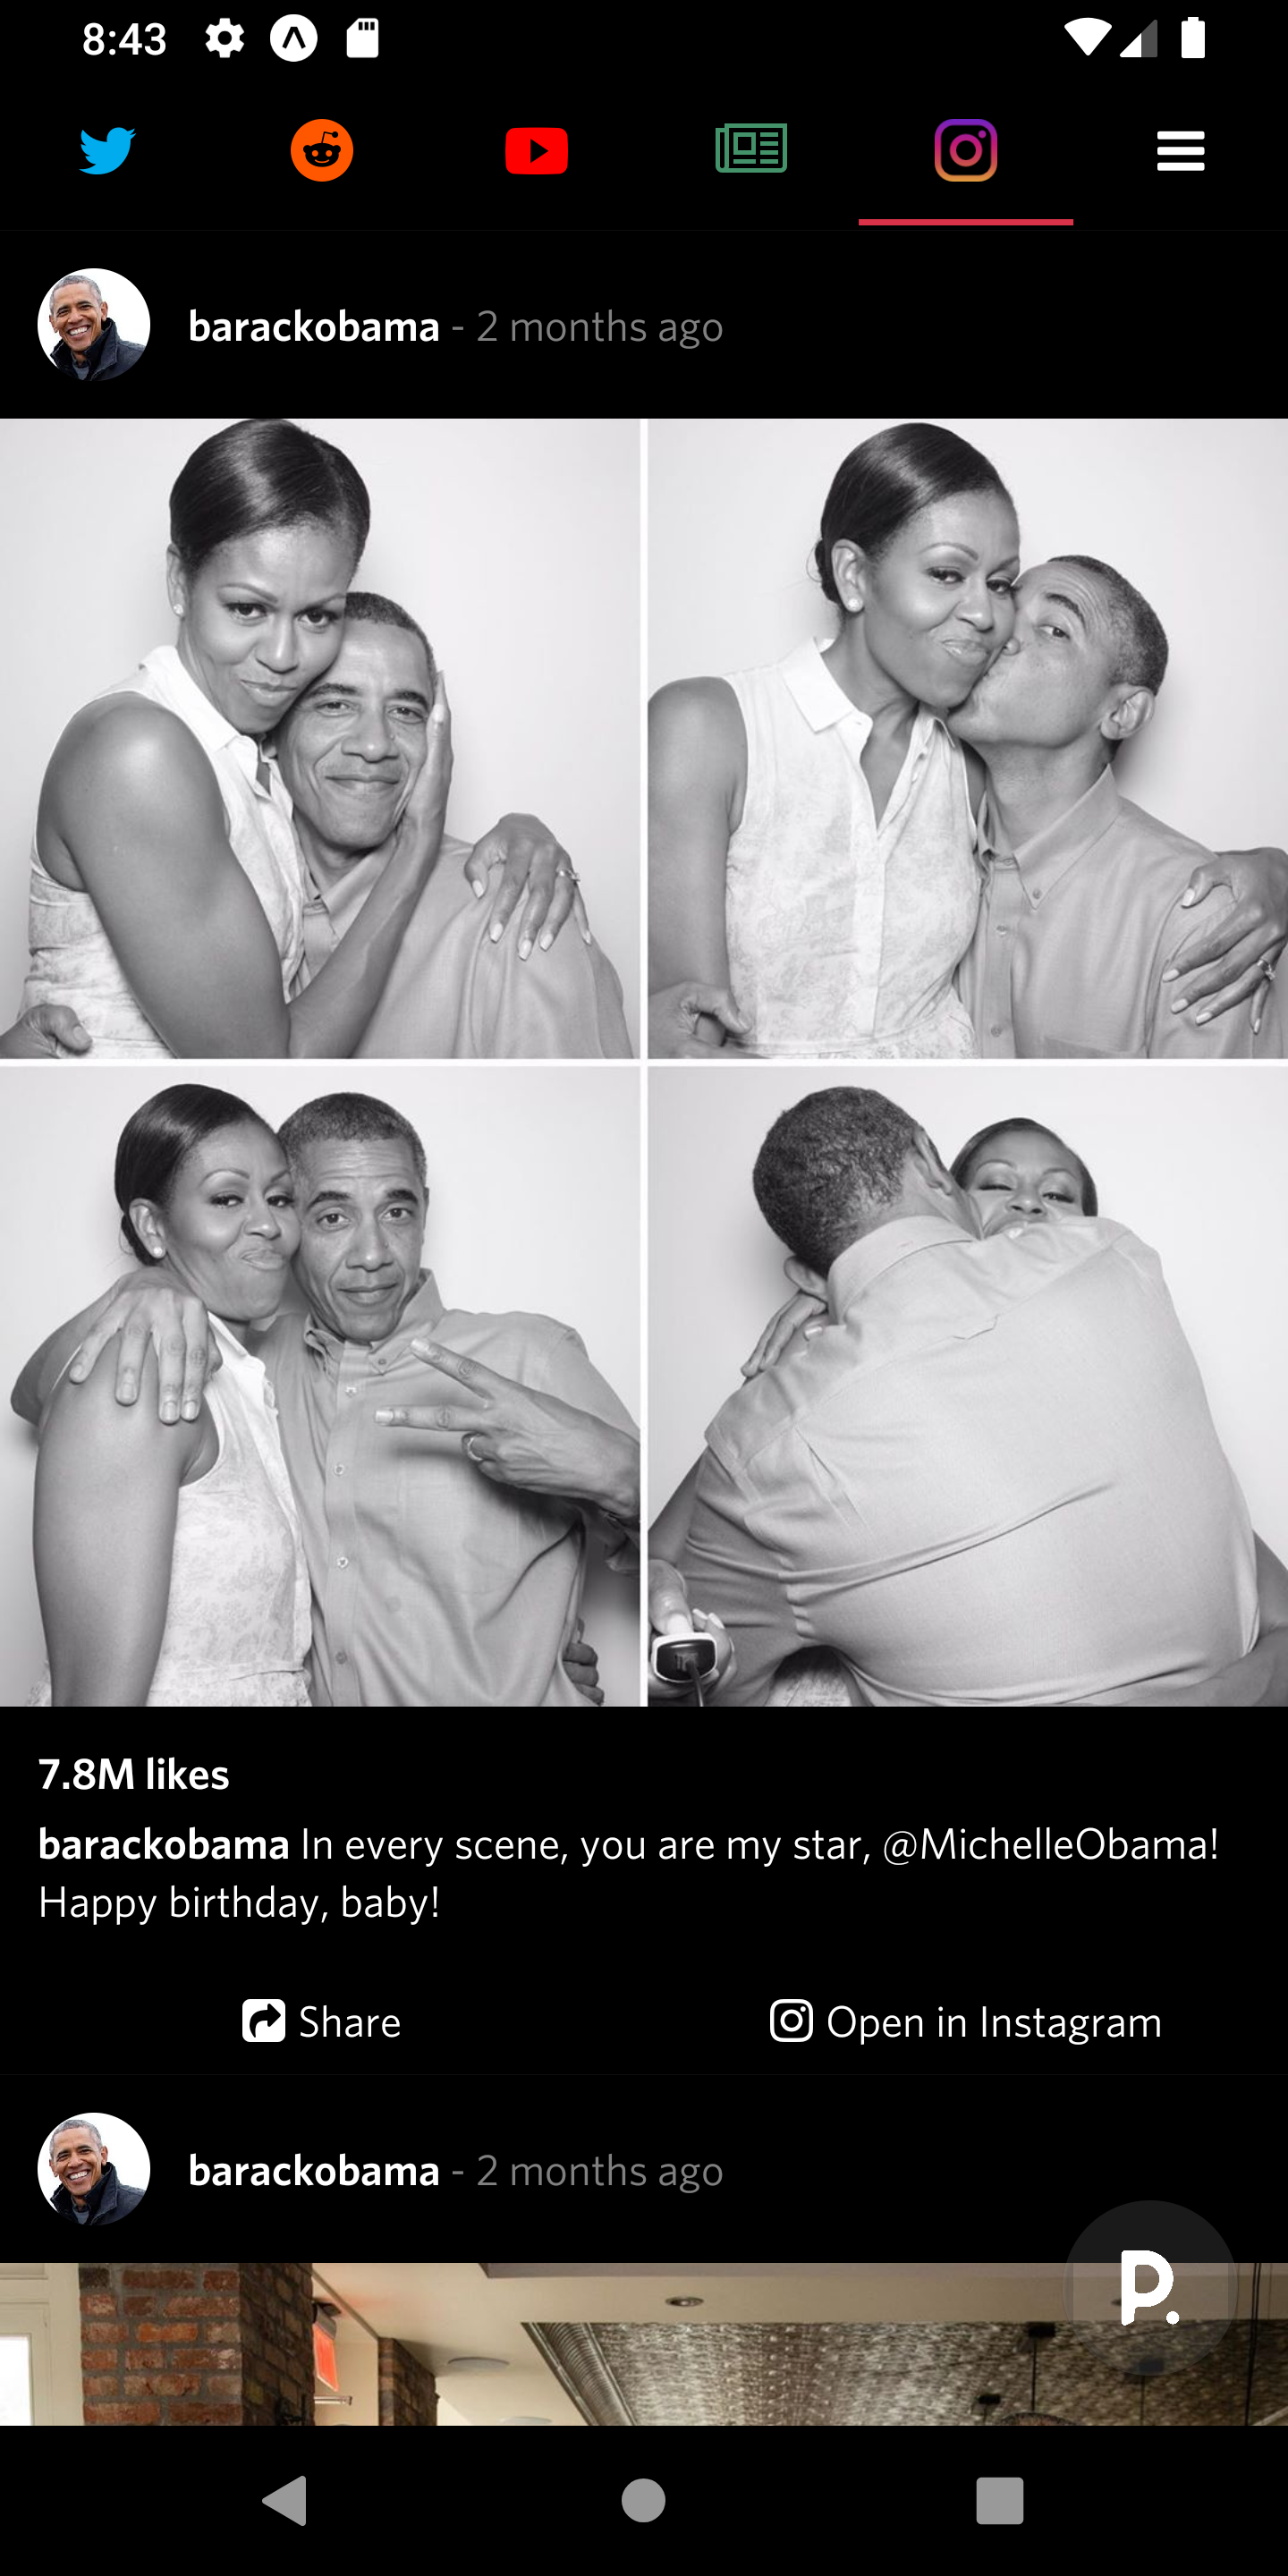 8:43
barackobama - 2 months ago
7.8M likes
barackobama In every scene, you are my star, @MichelleObama!
Happy birthday, baby!
Share
Open in Instagram
barackobama - 2 months ago
P.